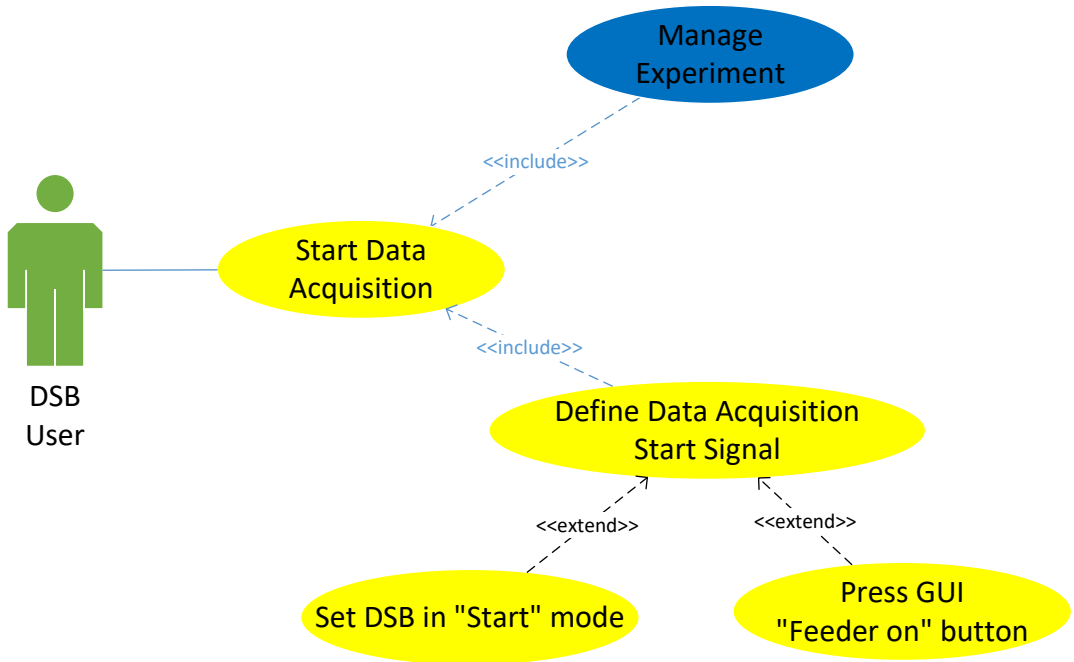 Manage
Experiment
<<include>>
Start Data
Acquisition
<<include>>
DSB
User
Define Data Acquisition
Start Signal
<<extend>>
<<extend>>
Set DSB in "Start" mode
Press GUI
"Feeder on" button